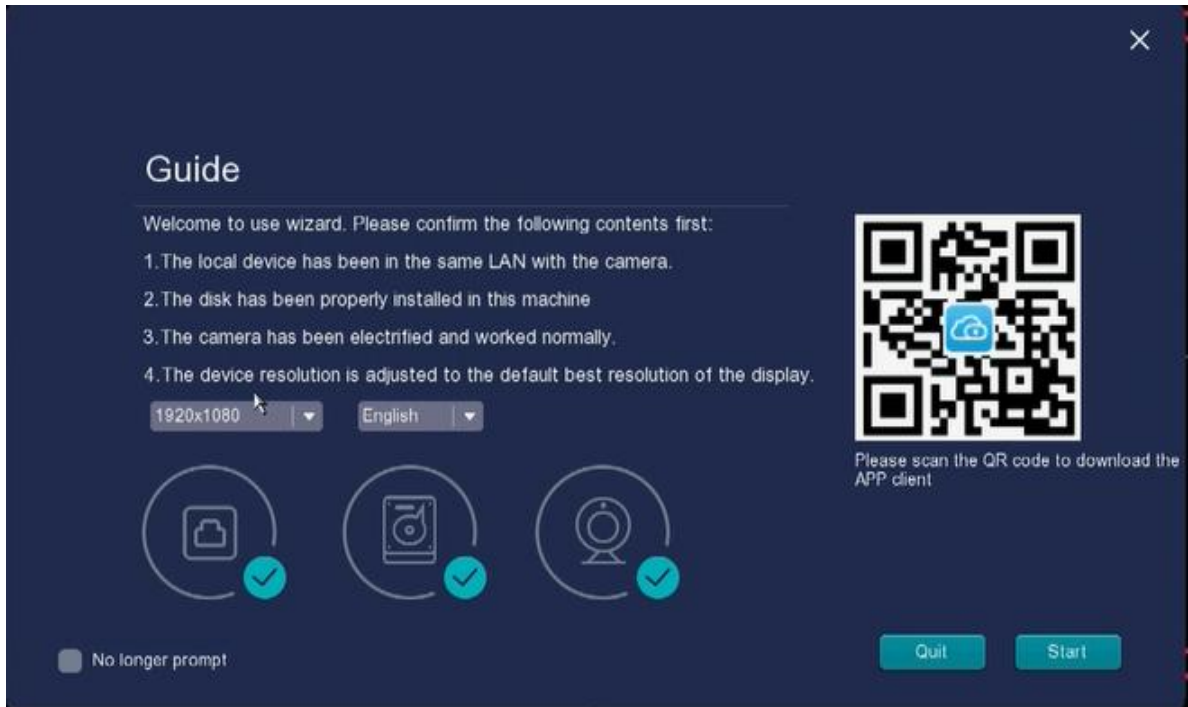 Guide
Welcome to use wizard. Please confirm the following contents first:
1.The local device has been in the same LAN with the camera.
2.The disk has been properly installed in this machine
3.The camera has been electrified and worked normally.
4.The device resolution is adjusted to the default best resolution of the display.
1920x1080
English
Please scan the QR code to download the
APP client
No longer prompt
Quit
Start